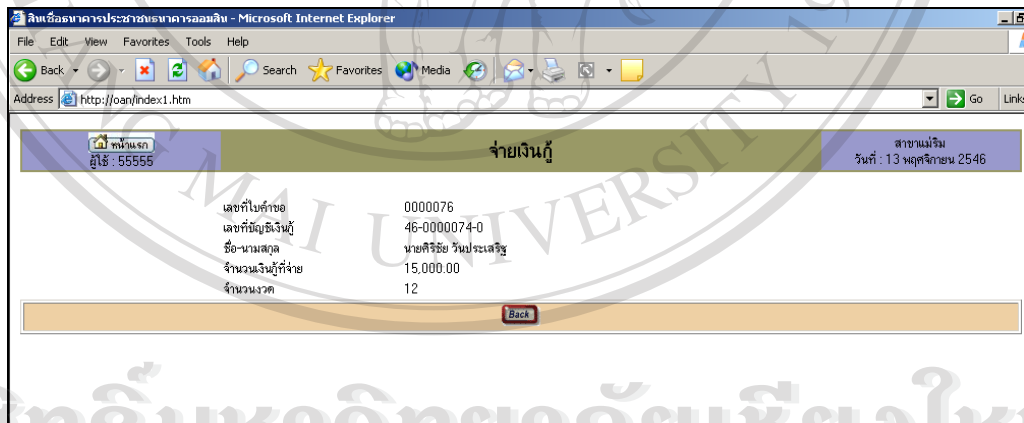 สินเชื่อธนาคารประชาชนธนาคารออมสิน - Microsoft Internet Explorer
File Edit View Favorites Tools Help
Back Search Favorites Media
Address http://oan/index1.htm Go Links
หน้าแรก
ผู้ใช้ : 55555
จ่ายเงินกู้
สาขาแม่ริม
วันที่ : 13 พฤศจิกายน 2546
เลขที่ใบคำขอ 0000076
เลขที่บัญชีเงินกู้ 46-0000074-0
ชื่อ-นามสกุล นายศิริชัย วันประเสริฐ
จำนวนเงินกู้ที่จ่าย 15,000.00
จำนวนงวด 12
Back
MAI UNIVERSITY